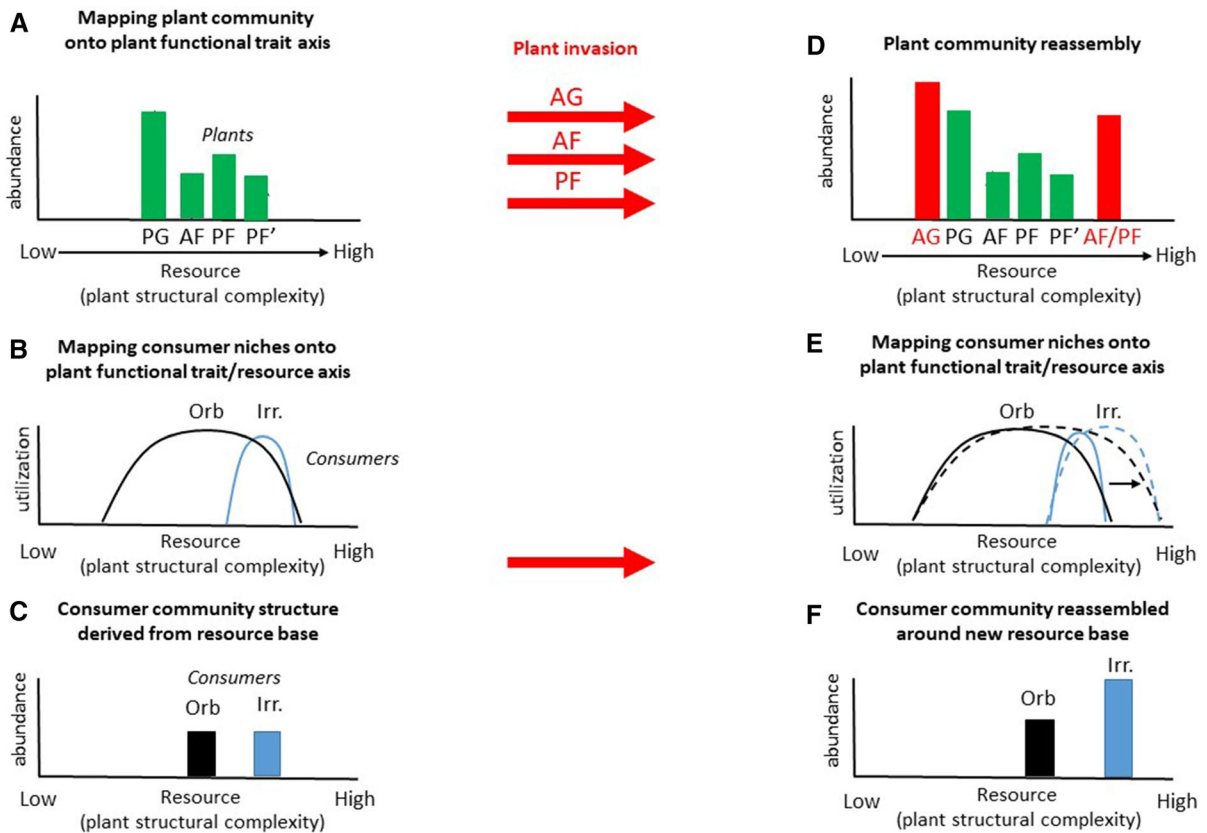 A
Mapping plant community
onto plant functional trait axis
abundance
Plants
PG AF PF PF’
Low High
Resource
(plant structural complexity)
B
Mapping consumer niches onto
plant functional trait/resource axis
utilization
Orb Irr.
Consumers
Low Resource High
(plant structural complexity)
C
Consumer community structure
derived from resource base
abundance
Consumers
Orb Irr.
Low Resource High
(plant structural complexity)
Plant invasion
AG
AF
PF
D
Plant community reassembly
abundance
AG PG AF PF PF’ AF/PF
Low High
Resource
(plant structural complexity)
E
Mapping consumer niches onto
plant functional trait/resource axis
utilization
Orb Irr.
Low Resource High
(plant structural complexity)
F
Consumer community reassembled
around new resource base
abundance
Irr.
Orb
Low Resource High
(plant structural complexity)